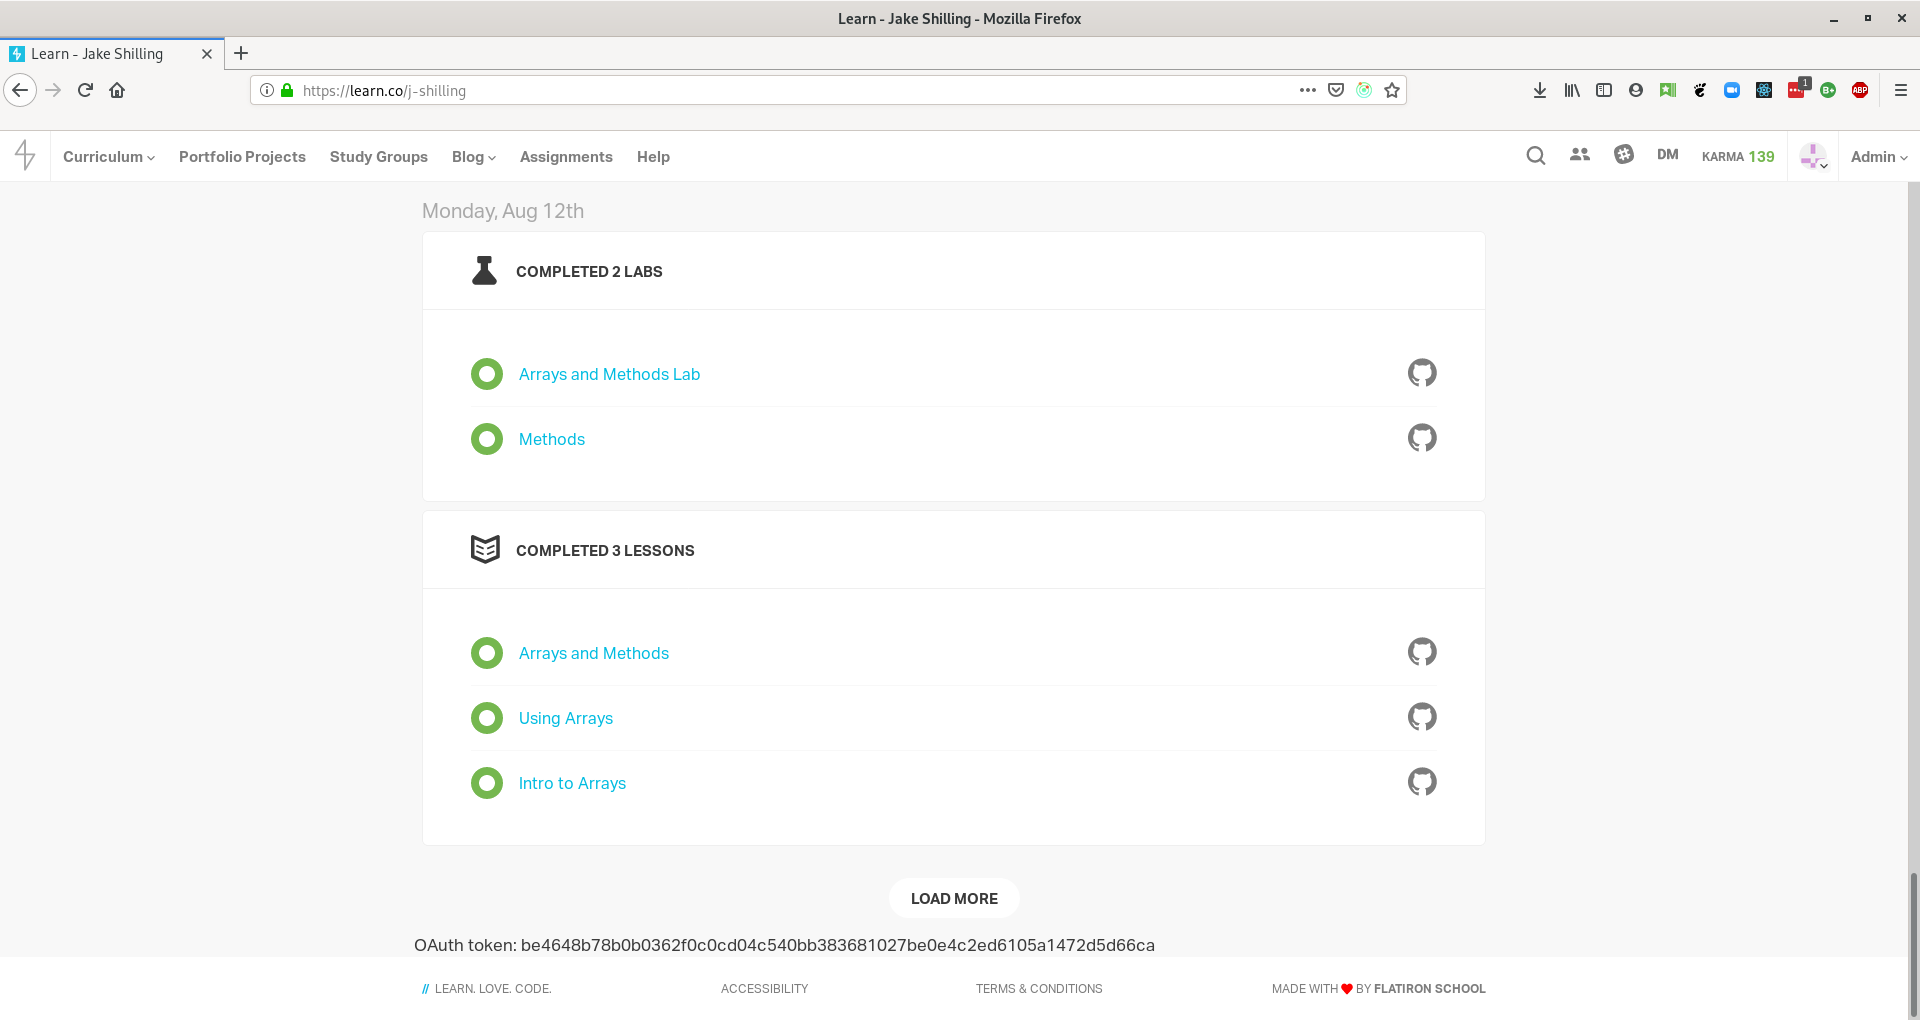 Learn - Jake Shilling - Mozilla Firefox
Learn - Jake Shilling
https://learn.co/j-shilling
1
B+
ABP
Curriculum Portfolio Projects Study Groups Blog Assignments Help DM KARMA 139 Admin
Monday, Aug 12th
COMPLETED 2 LABS
Arrays and Methods Lab
Methods
COMPLETED 3 LESSONS
Arrays and Methods
Using Arrays
Intro to Arrays
LOAD MORE
OAuth token: be4648b78b0b0362f0c0cd04c540bb383681027be0e4c2ed6105a1472d5d66ca
// LEARN. LOVE. CODE. ACCESSIBILITY TERMS & CONDITIONS MADE WITH ❤ BY FLATIRON SCHOOL